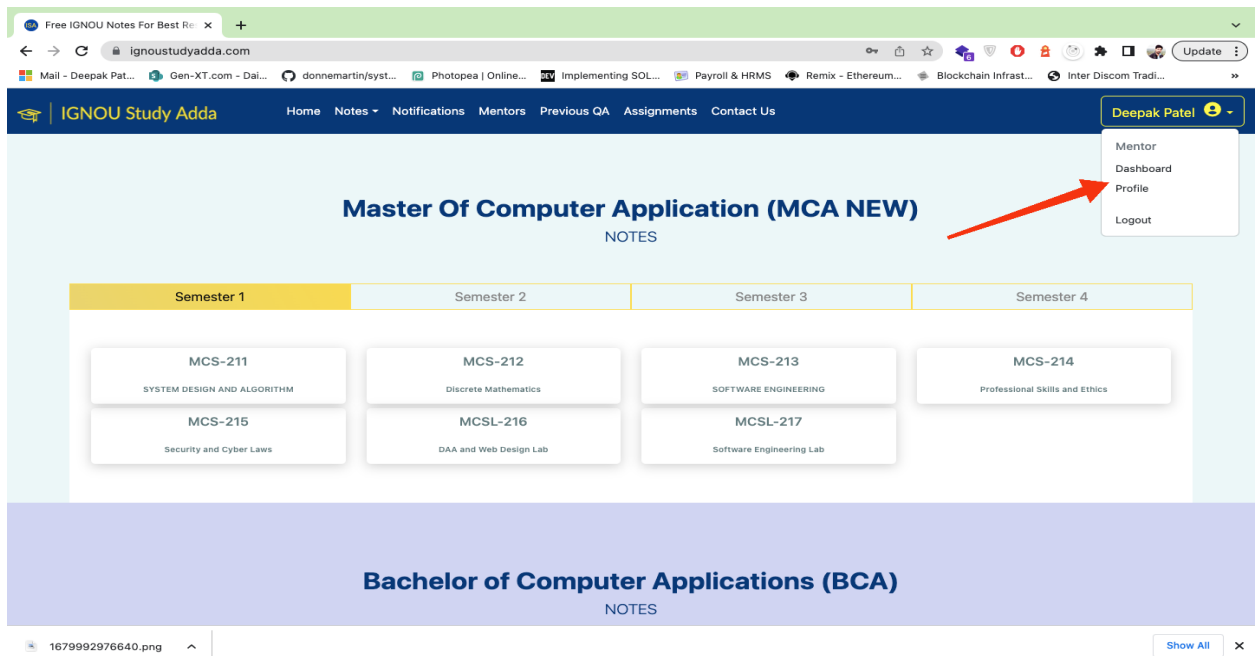 Free IGNOU Notes For Best Re
ignoustudyadda.com
Update
Mail - Deepak Pat...
Gen-XT.com - Dai...
donnemartin/syst...
Photopea | Online...
DEV
Implementing SOL...
Payroll & HRMS
Remix - Ethereum...
Blockchain Infrast...
Inter Discom Tradi...
IGNOU Study Adda
Home
Notes
Notifications
Mentors
Previous QA
Assignments
Contact Us
Deepak Patel
Mentor
Dashboard
Profile
Logout
Master Of Computer Application (MCA NEW)
NOTES
Semester 1
Semester 2
Semester 3
Semester 4
MCS-211
SYSTEM DESIGN AND ALGORITHM
MCS-212
Discrete Mathematics
MCS-213
SOFTWARE ENGINEERING
MCS-214
Professional Skills and Ethics
MCS-215
Security and Cyber Laws
MCSL-216
DAA and Web Design Lab
MCSL-217
Software Engineering Lab
Bachelor of Computer Applications (BCA)
NOTES
1679992976640.png
Show All